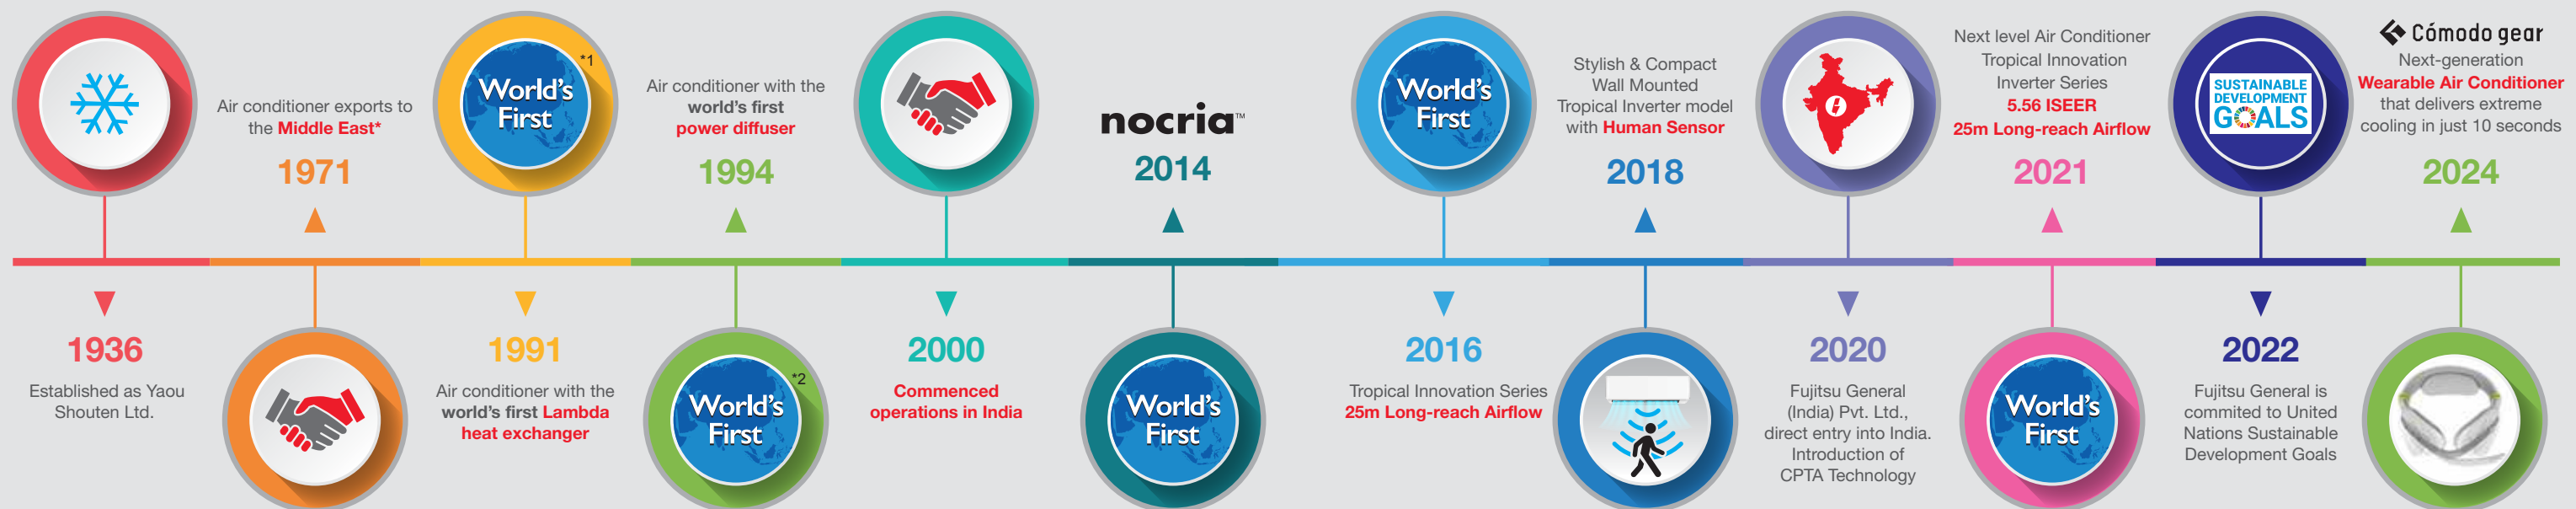 1936
Established as Yaou
Shouten Ltd.
Air conditioner exports to
the Middle East*
1971
World's
First
*1
1991
Air conditioner with the
world's first Lambda
heat exchanger
Air conditioner with the
world's first
power diffuser
1994
World's
First
*2
2000
Commenced
operations in India
nocria™
2014
World's
First
World's
First
2016
Tropical Innovation Series
25m Long-reach Airflow
Stylish & Compact
Wall Mounted
Tropical Inverter model
with Human Sensor
2018
2020
Fujitsu General
(India) Pvt. Ltd.,
direct entry into India.
Introduction of
CPTA Technology
Next level Air Conditioner
Tropical Innovation
Inverter Series
5.56 ISEER
25m Long-reach Airflow
2021
World's
First
SUSTAINABLE
DEVELOPMENT
GOALS
2022
Fujitsu General is
commited to United
Nations Sustainable
Development Goals
Cómodo gear
Next-generation
Wearable Air Conditioner
that delivers extreme
cooling in just 10 seconds
2024